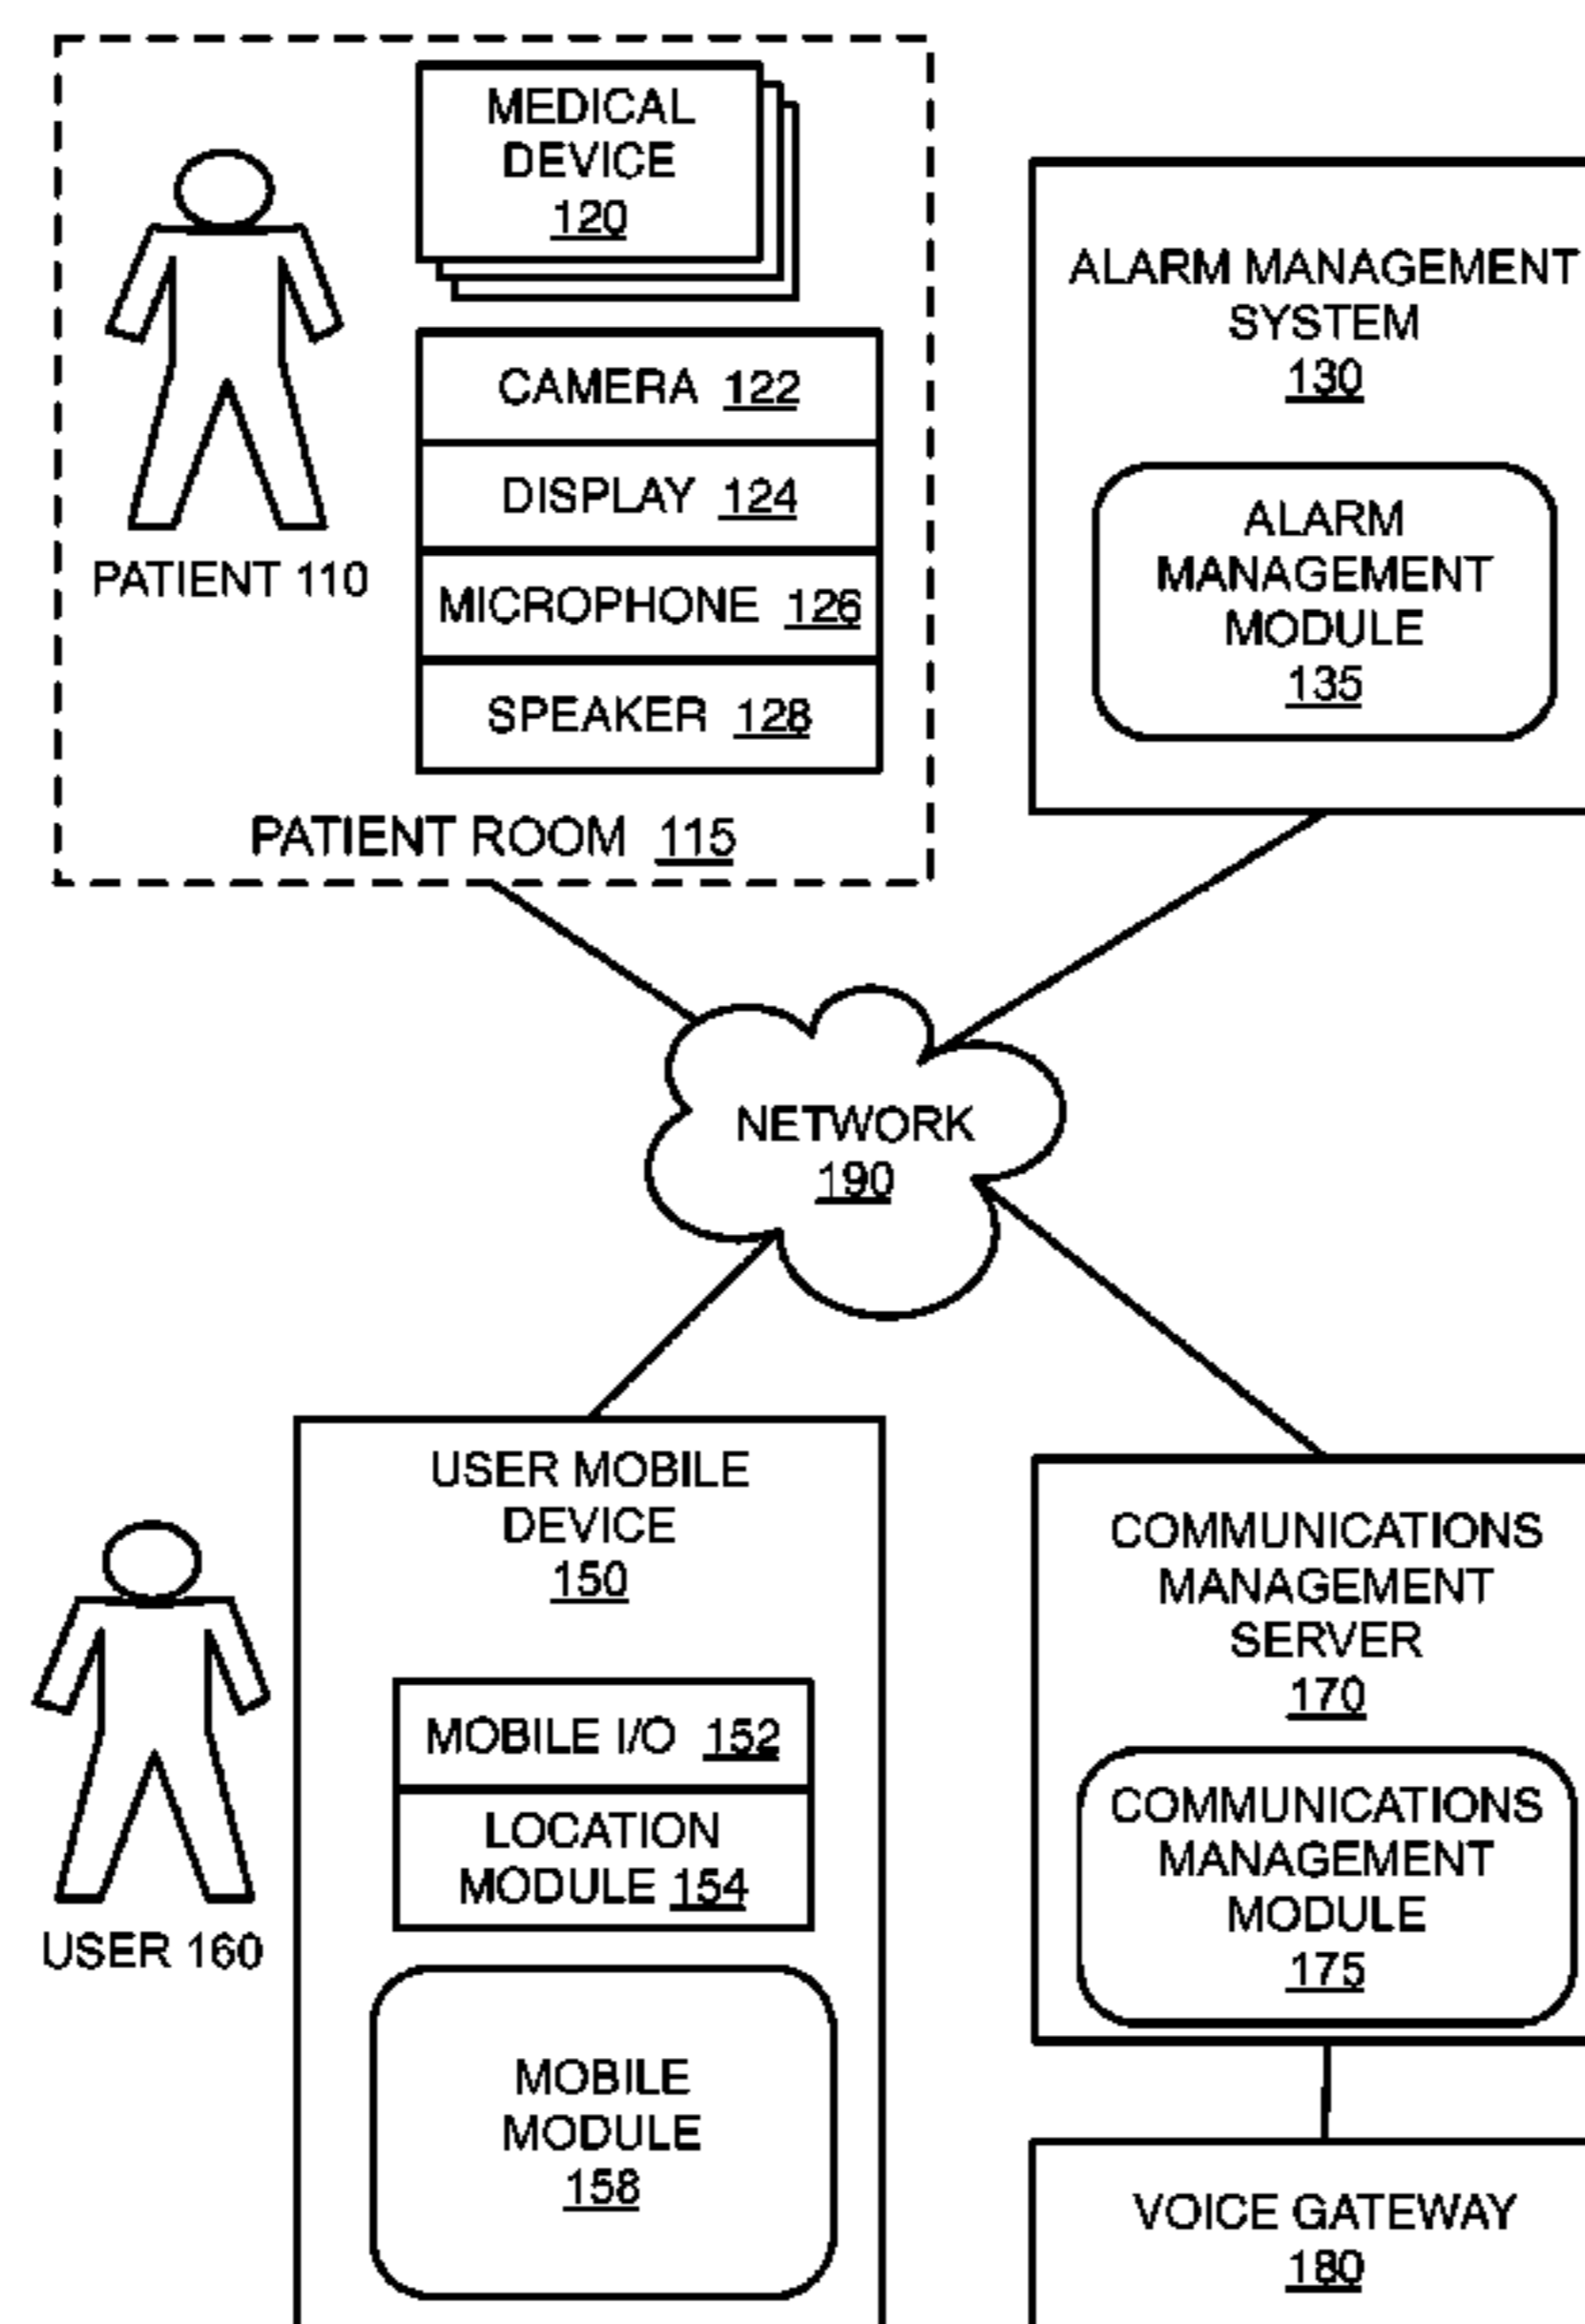 MEDICAL
DEVICE
120
CAMERA 122
DISPLAY 124
MICROPHONE 126
SPEAKER 128
PATIENT 110
PATIENT ROOM 115
ALARM MANAGEMENT
SYSTEM
130
ALARM
MANAGEMENT
MODULE
135
NETWORK
190
USER MOBILE
DEVICE
150
MOBILE I/O 152
LOCATION
MODULE 154
MOBILE
MODULE
158
USER 160
COMMUNICATIONS
MANAGEMENT
SERVER
170
COMMUNICATIONS
MANAGEMENT
MODULE
175
VOICE GATEWAY
180